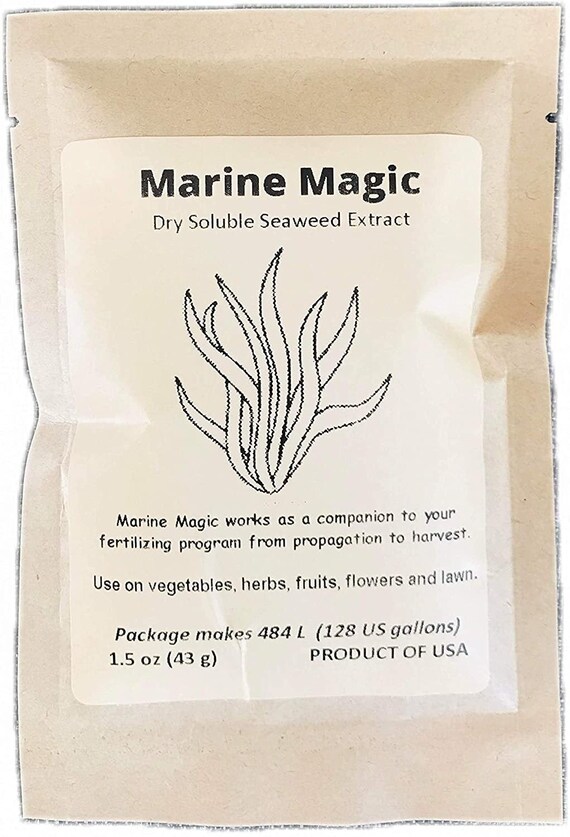 Marine Magic
Dry Soluble Seaweed Extract
Marine Magic works as a companion to your
fertilizing program from propagation to harvest.
Use on vegetables, herbs, fruits, flowers and lawn.
Package makes 484 L (128 US gallons)
1.5 oz (43 g) PRODUCT OF USA